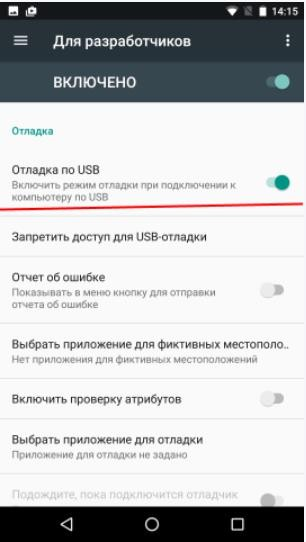 14:15
Для разработчиков
ВКЛЮЧЕНО
Отладка
Отладка по USB
Включить режим отладки при подключении к
компьютеру по USB
Запретить доступ для USB-отладки
Отчет об ошибке
Показывать в меню кнопку для отправки
отчета об ошибке
Выбрать приложение для фиктивных местополо..
Нет приложения для фиктивных местоположений
Включить проверку атрибутов
Выбрать приложение для отладки
Приложение для отладки не задано
Подождите, пока подключится отладчик